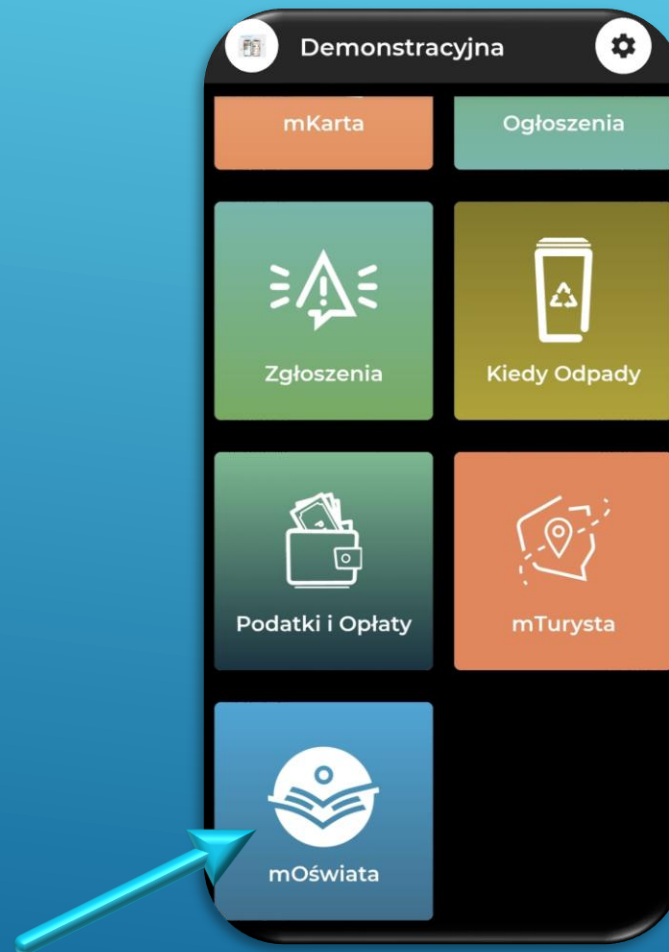 Demonstracyjna
mKarta
Ogłoszenia
Zgłoszenia
Kiedy Odpady
Podatki i Opłaty
mTurysta
mOświata